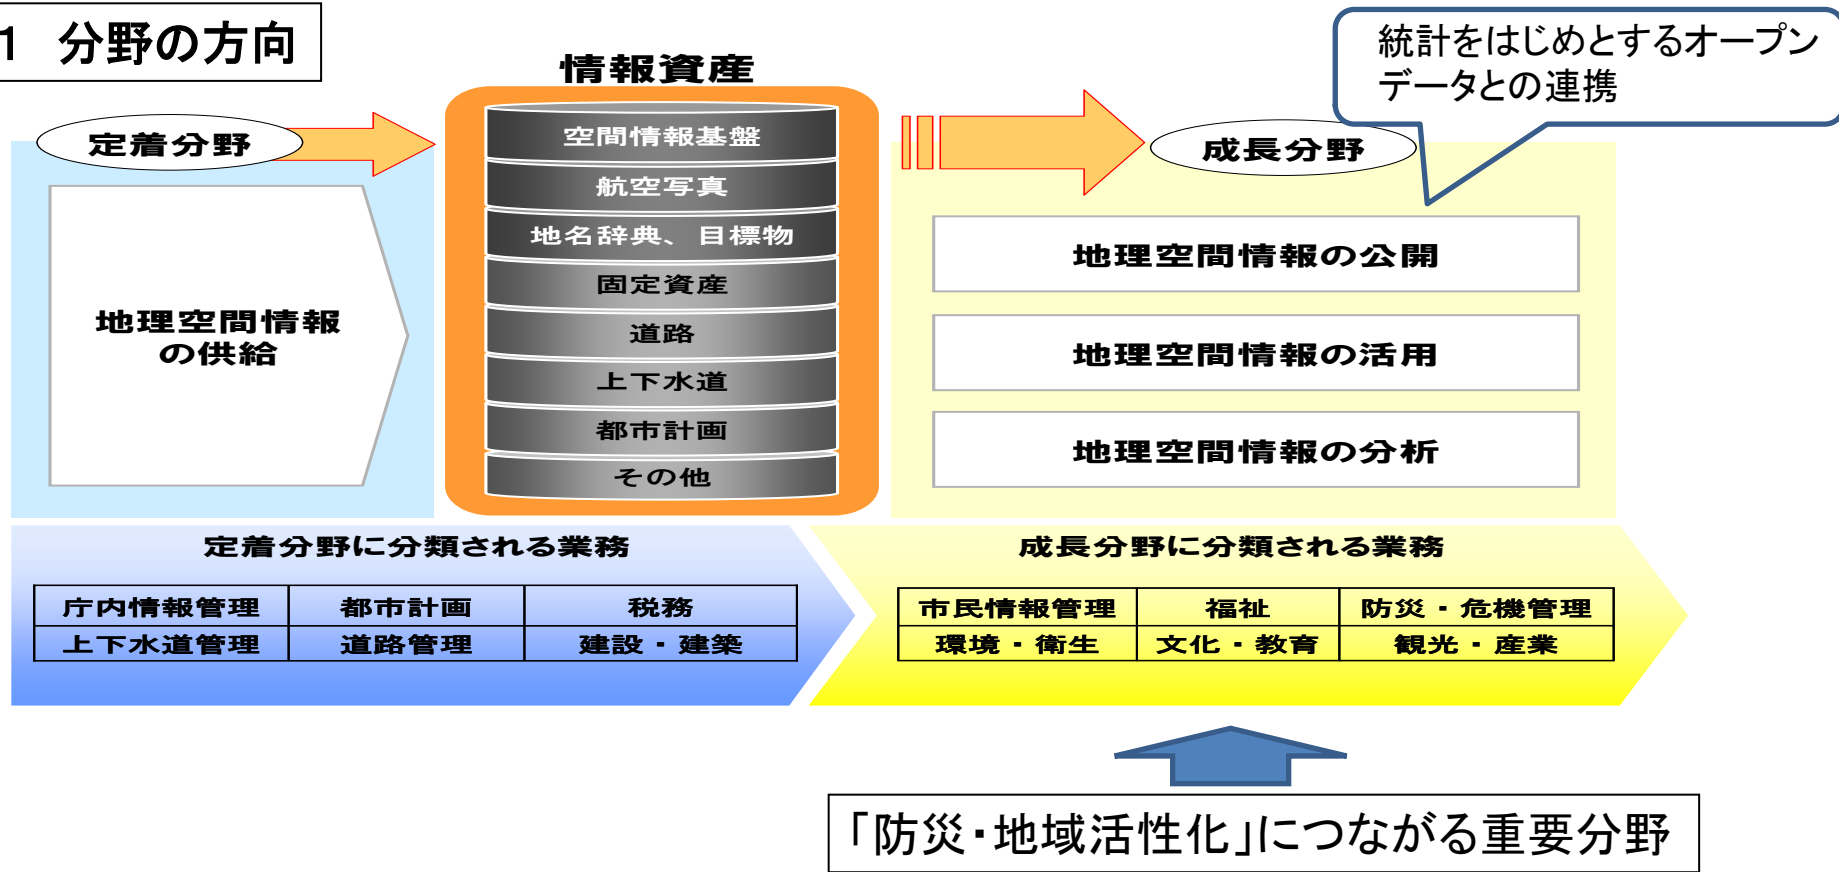 1 分野の方向
統計をはじめとするオープン
データとの連携
情報資産
定着分野
地理空間情報
の供給
空間情報基盤
航空写真
地名辞典、目標物
固定資産
道路
上下水道
都市計画
その他
成長分野
地理空間情報の公開
地理空間情報の活用
地理空間情報の分析
定着分野に分類される業務
庁内情報管理 都市計画 税務
上下水道管理 道路管理 建設・建築
成長分野に分類される業務
市民情報管理 福祉 防災・危機管理
環境・衛生 文化・教育 観光・産業
「防災・地域活性化」につながる重要分野